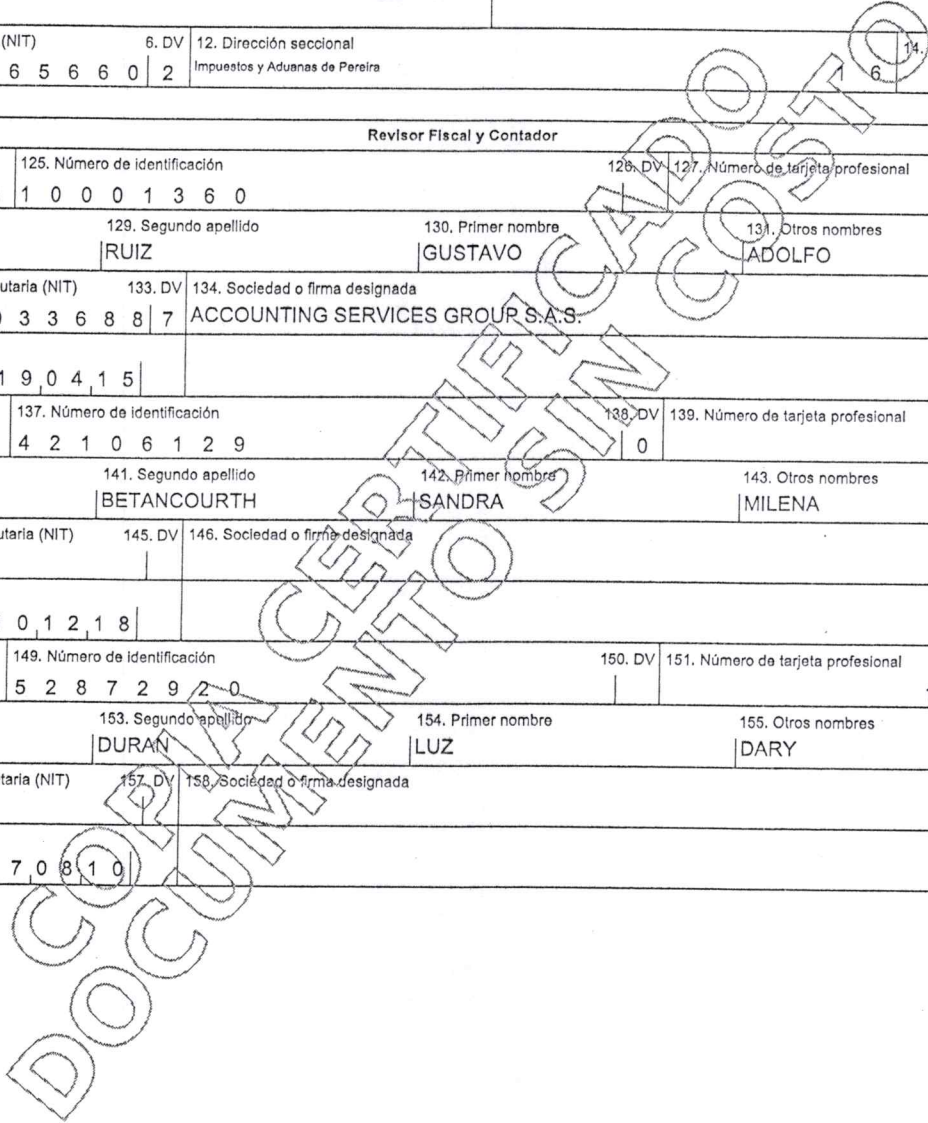 (NIT) 6. DV 12. Dirección seccional 14.
6 5 6 6 0 2 Impuestos y Aduanas de Pereira 1 6
Revisor Fiscal y Contador
125. Número de identificación 126. DV 127. Número de tarjeta profesional
1 0 0 0 1 3 6 0
129. Segundo apellido 130. Primer nombre 131. Otros nombres
RUIZ GUSTAVO ADOLFO
utaria (NIT) 133. DV 134. Sociedad o firma designada
3 3 6 8 8 7 ACCOUNTING SERVICES GROUP S.A.S.
1 9 0 4 1 5
137. Número de identificación 138. DV 139. Número de tarjeta profesional
4 2 1 0 6 1 2 9 0
141. Segundo apellido 142. Primer nombre 143. Otros nombres
BETANCOURTH SANDRA MILENA
utaria (NIT) 145. DV 146. Sociedad o firma designada
0 1 2 1 8
149. Número de identificación 150. DV 151. Número de tarjeta profesional
5 2 8 7 2 9 2 0
153. Segundo apellido 154. Primer nombre 155. Otros nombres
DURAN LUZ DARY
taria (NIT) 157. DV 158. Sociedad o firma designada
7 0 8 1 0
COPIA CERTIFICADO
DOCUMENTO SIN COSTO